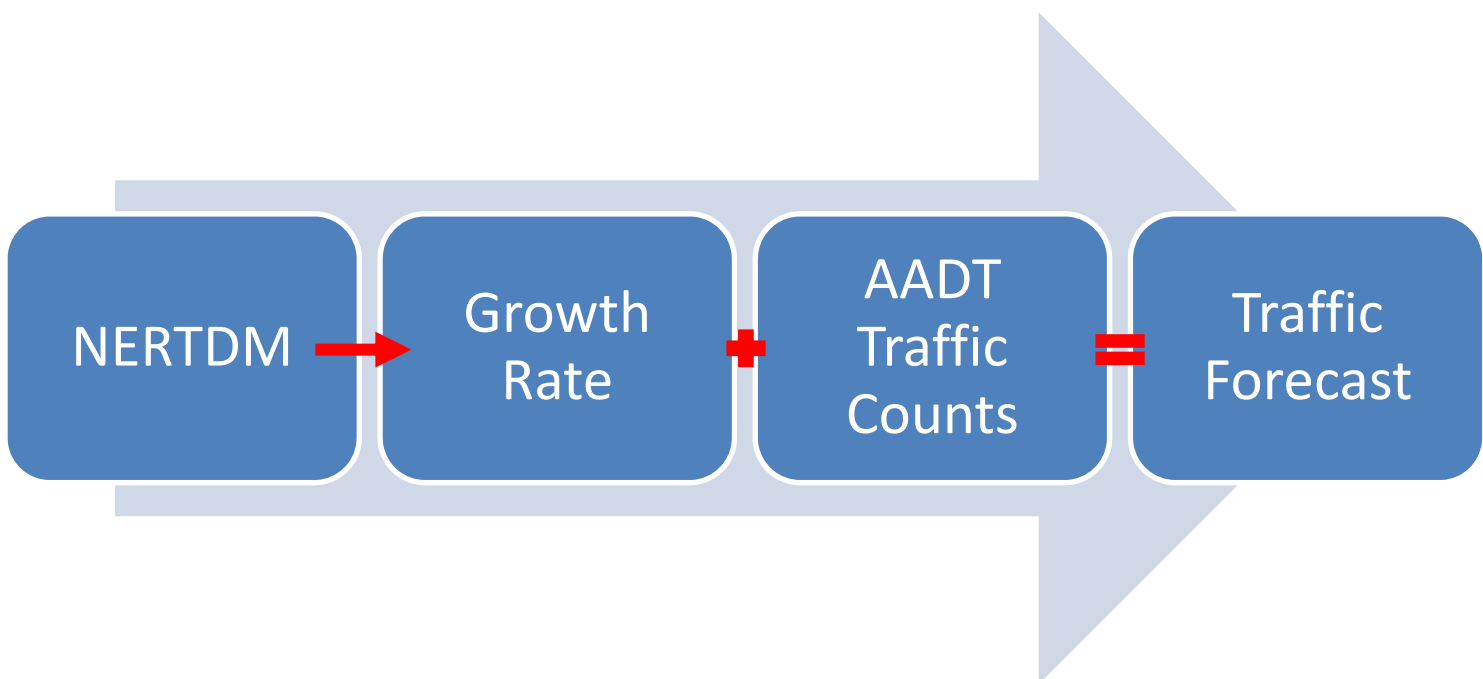 NERTDM
Growth
Rate
AADT
Traffic
Counts
Traffic
Forecast